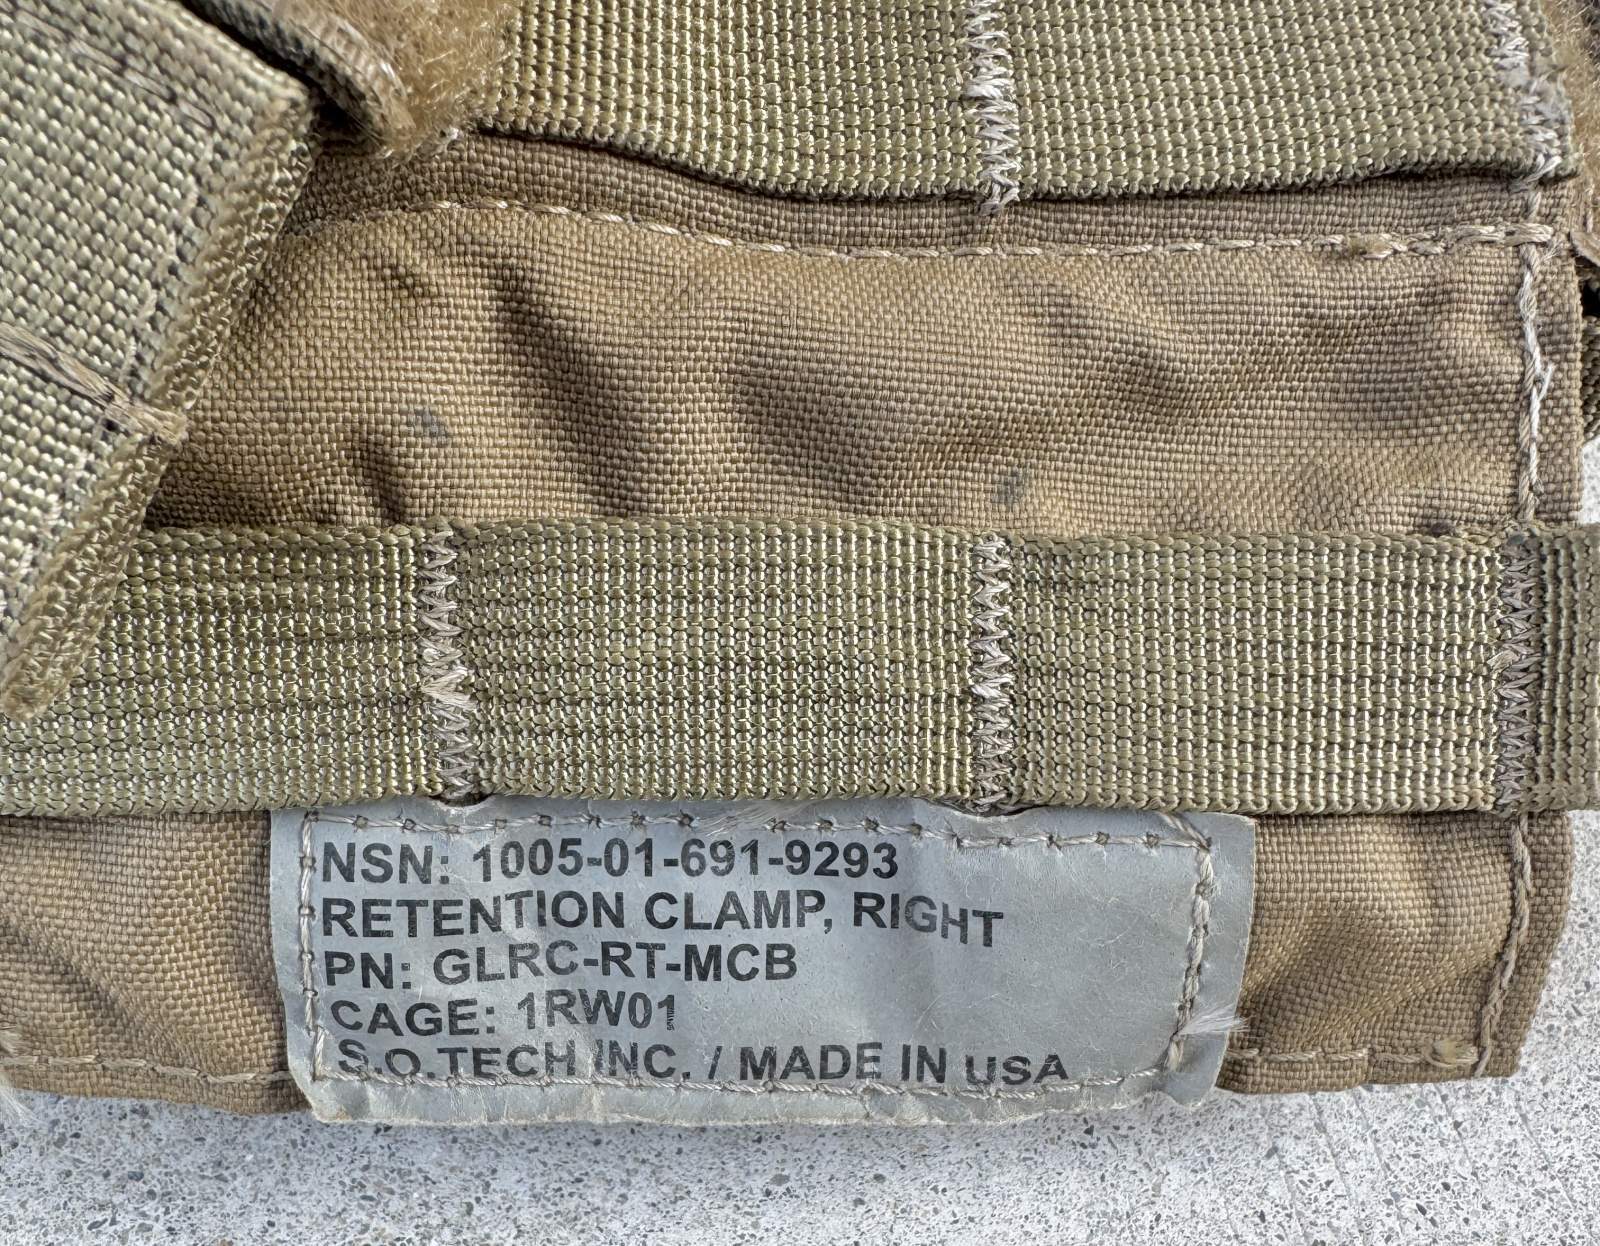 NSN: 1005-01-691-9293
RETENTION CLAMP, RIGHT
PN: GLRC-RT-MCB
CAGE: 1RW01
S.O.TECH INC. / MADE IN USA